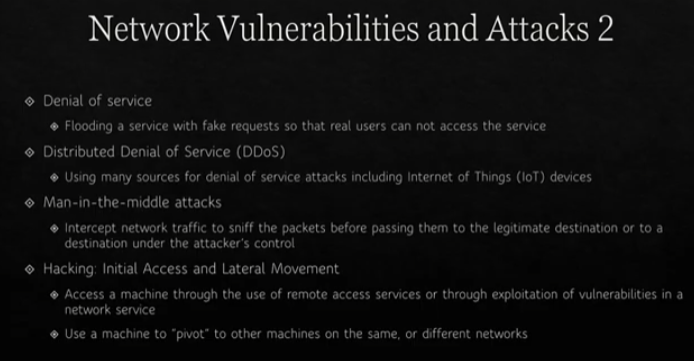 Network Vulnerabilities and Attacks 2
Denial of service
Flooding a service with fake requests so that real users can not access the service
Distributed Denial of Service (DDoS)
Using many sources for denial of service attacks including Internet of Things (IoT) devices
Man-in-the-middle attacks
Intercept network traffic to sniff the packets before passing them to the legitimate destination or to a
destination under the attacker's control
Hacking: Initial Access and Lateral Movement
Access a machine through the use of remote access services or through exploitation of vulnerabilities in a
network service
Use a machine to "pivot" to other machines on the same, or different networks